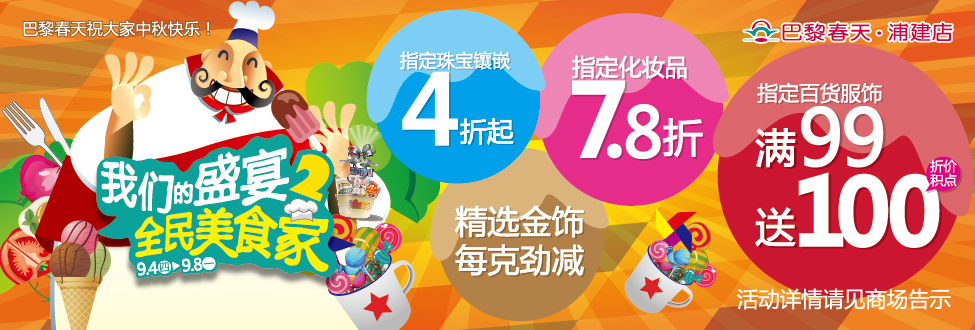 巴黎春天祝大家中秋快乐！
巴黎春天·浦建店
指定珠宝镶嵌
4折起
指定化妆品
7.8折
指定百货服饰
满99
送100
折价
积点
我们的盛宴2
全民美食家
9.4(四)▶9.8(一)
精选金饰
每克劲减
活动详情请见商场告示